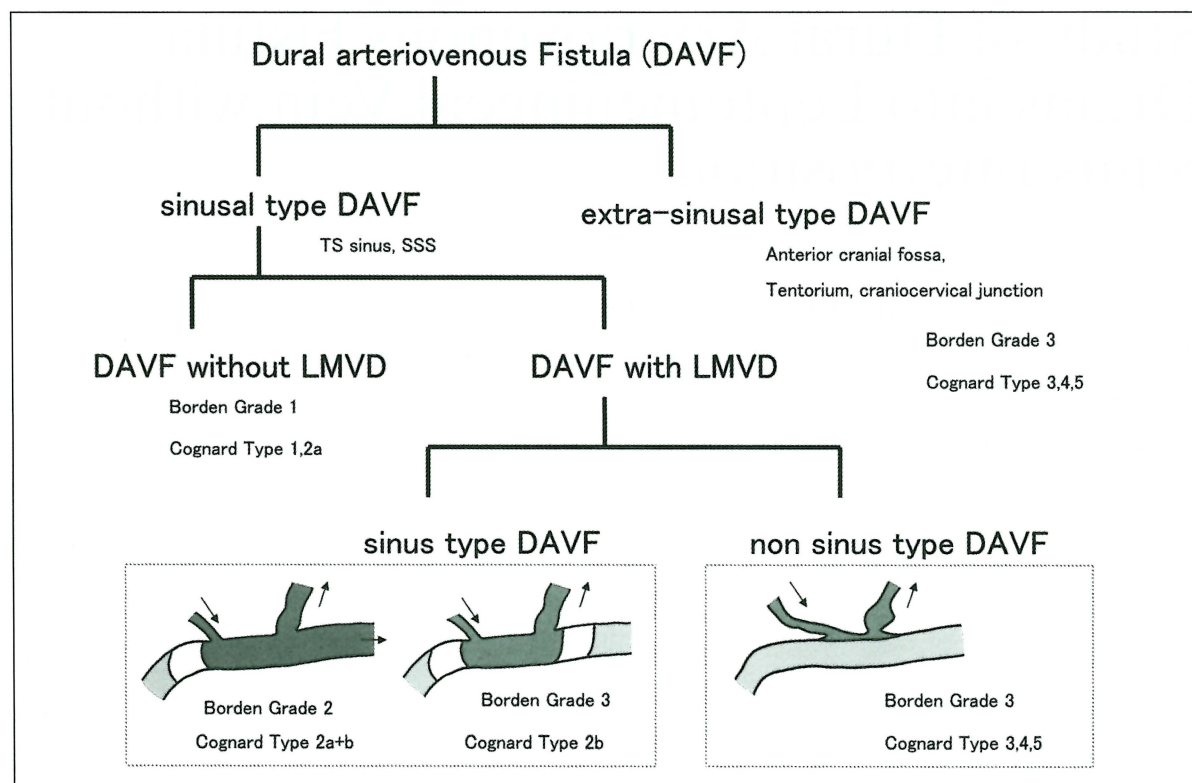 Dural arteriovenous Fistula (DAVF)
sinusal type DAVF
TS sinus, SSS
extra-sinusal type DAVF
Anterior cranial fossa,
Tentorium, craniocervical junction
Borden Grade 3
Cognard Type 3,4,5
DAVF without LMVD
Borden Grade 1
Cognard Type 1,2a
DAVF with LMVD
sinus type DAVF
Borden Grade 2
Cognard Type 2a+b
Borden Grade 3
Cognard Type 2b
non sinus type DAVF
Borden Grade 3
Cognard Type 3,4,5